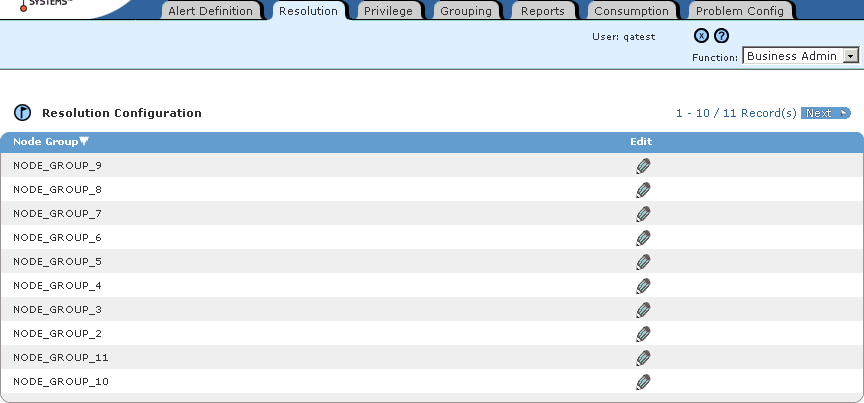 SYSTEMS
Alert Definition Resolution Privilege Grouping Reports Consumption Problem Config
User: qatest
Function: Business Admin
Resolution Configuration 1 - 10 / 11 Record(s) Next
Node Group Edit
NODE_GROUP_9
NODE_GROUP_8
NODE_GROUP_7
NODE_GROUP_6
NODE_GROUP_5
NODE_GROUP_4
NODE_GROUP_3
NODE_GROUP_2
NODE_GROUP_11
NODE_GROUP_10